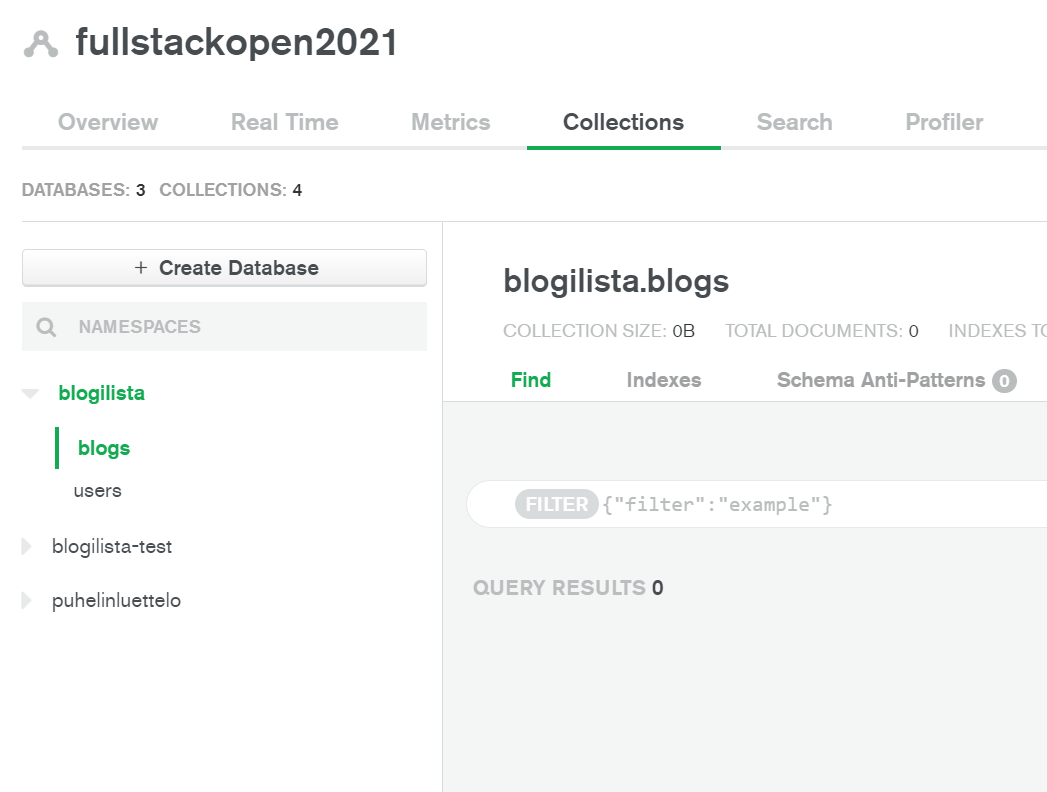 fullstackopen2021
Overview Real Time Metrics Collections Search Profiler
DATABASES: 3 COLLECTIONS: 4
+ Create Database
NAMESPACES
blogilista
blogs
users
blogilista-test
puhelinluettelo
blogilista.blogs
COLLECTION SIZE: 0B TOTAL DOCUMENTS: 0 INDEXES
Find Indexes Schema Anti-Patterns 0
FILTER {"filter":"example"}
QUERY RESULTS 0